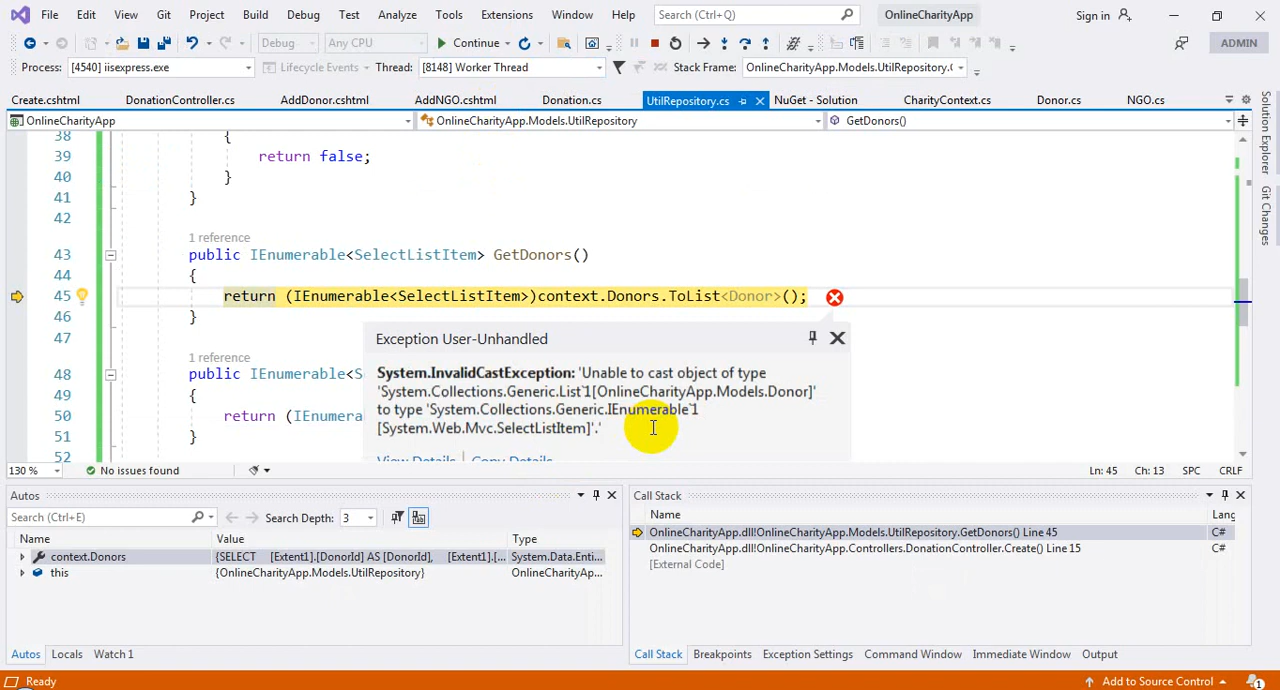 File Edit View Git Project Build Debug Test Analyze Tools Extensions Window Help Search (Ctrl+Q) OnlineCharityApp Sign in
Debug Any CPU Continue ADMIN
Process: [4540] iisexpress.exe Lifecycle Events Thread: [8148] Worker Thread Stack Frame: OnlineCharityApp.Models.UtilRepository.(
Create.cshtml DonationController.cs AddDonor.cshtml AddNGO.cshtml Donation.cs UtilRepository.cs NuGet - Solution CharityContext.cs Donor.cs NGO.cs
OnlineCharityApp OnlineCharityApp.Models.UtilRepository GetDonors()
38 {
39 return false;
40 }
41 }
42
1 reference
43 public IEnumerable<SelectListItem> GetDonors()
44 {
45 return (IEnumerable<SelectListItem>)context.Donors.ToList<Donor>();
46 }
47
Exception User-Unhandled
1 reference
48 public IEnumerable<S
49 {
50 return (IEnumera
51 }
52
System.InvalidCastException: 'Unable to cast object of type
'System.Collections.Generic.List`1[OnlineCharityApp.Models.Donor]'
to type 'System.Collections.Generic.IEnumerable`1
[System.Web.Mvc.SelectListItem]'.'
View Details Copy Details
130 % No issues found Ln: 45 Ch: 13 SPC CRLF
Solution Explorer
Git Changes
Autos
Search (Ctrl+E) Search Depth: 3
Name Value Type
context.Donors {SELECT [Extent1].[DonorId] AS [DonorId], [Extent1].[... System.Data.Enti...
this {OnlineCharityApp.Models.UtilRepository} OnlineCharityAp...
Autos Locals Watch 1
Call Stack
Name Lang
OnlineCharityApp.dll!OnlineCharityApp.Models.UtilRepository.GetDonors() Line 45 C#
OnlineCharityApp.dll!OnlineCharityApp.Controllers.DonationController.Create() Line 15 C#
[External Code]
Call Stack Breakpoints Exception Settings Command Window Immediate Window Output
Ready Add to Source Control 1